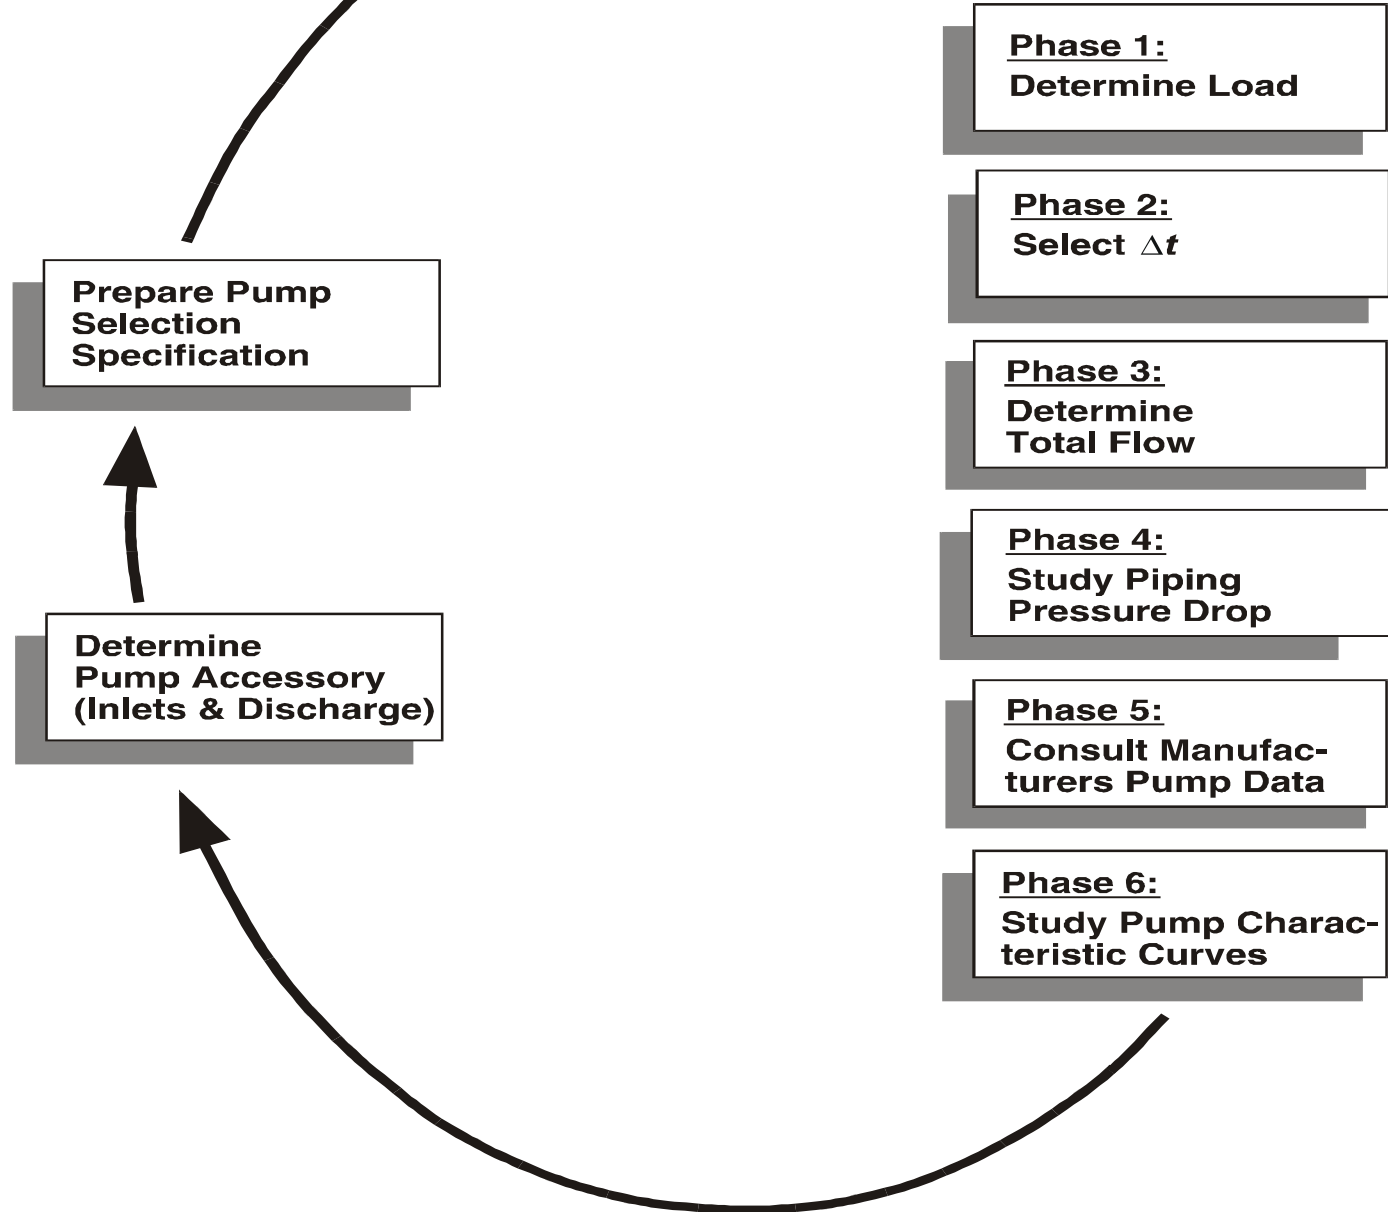 Phase 1:
Determine Load
Phase 2:
Select Δt
Prepare Pump
Selection
Specification
Phase 3:
Determine
Total Flow
Phase 4:
Study Piping
Pressure Drop
Determine
Pump Accessory
(Inlets & Discharge)
Phase 5:
Consult Manufac-
turers Pump Data
Phase 6:
Study Pump Charac-
teristic Curves